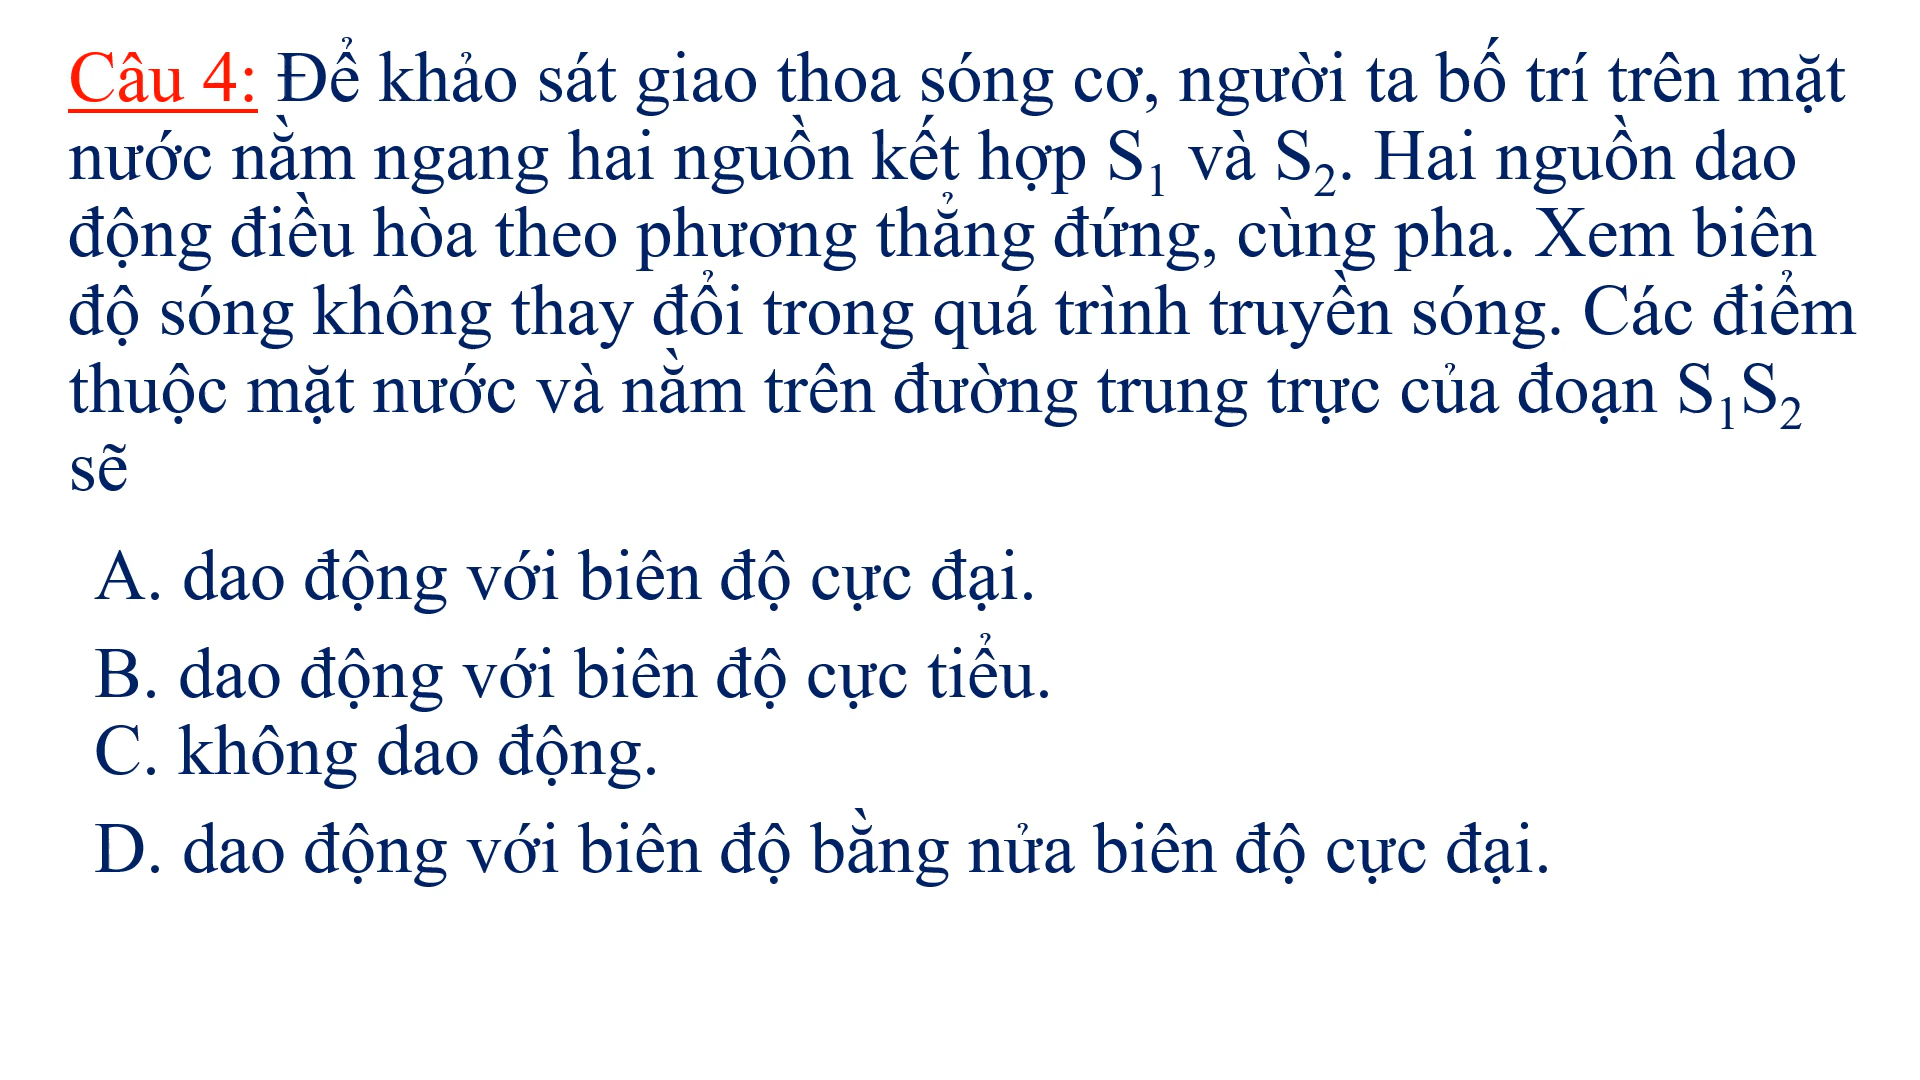 Câu 4: Để khảo sát giao thoa sóng cơ, người ta bố trí trên mặt
nước nằm ngang hai nguồn kết hợp S₁ và S₂. Hai nguồn dao
động điều hòa theo phương thẳng đứng, cùng pha. Xem biên
độ sóng không thay đổi trong quá trình truyền sóng. Các điểm
thuộc mặt nước và nằm trên đường trung trực của đoạn S₁S₂
sẽ
A. dao động với biên độ cực đại.
B. dao động với biên độ cực tiểu.
C. không dao động.
D. dao động với biên độ bằng nửa biên độ cực đại.